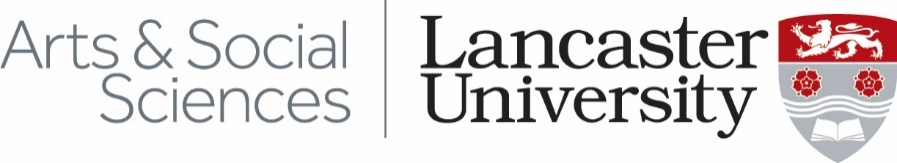 Arts & Social
Sciences
Lancaster
University